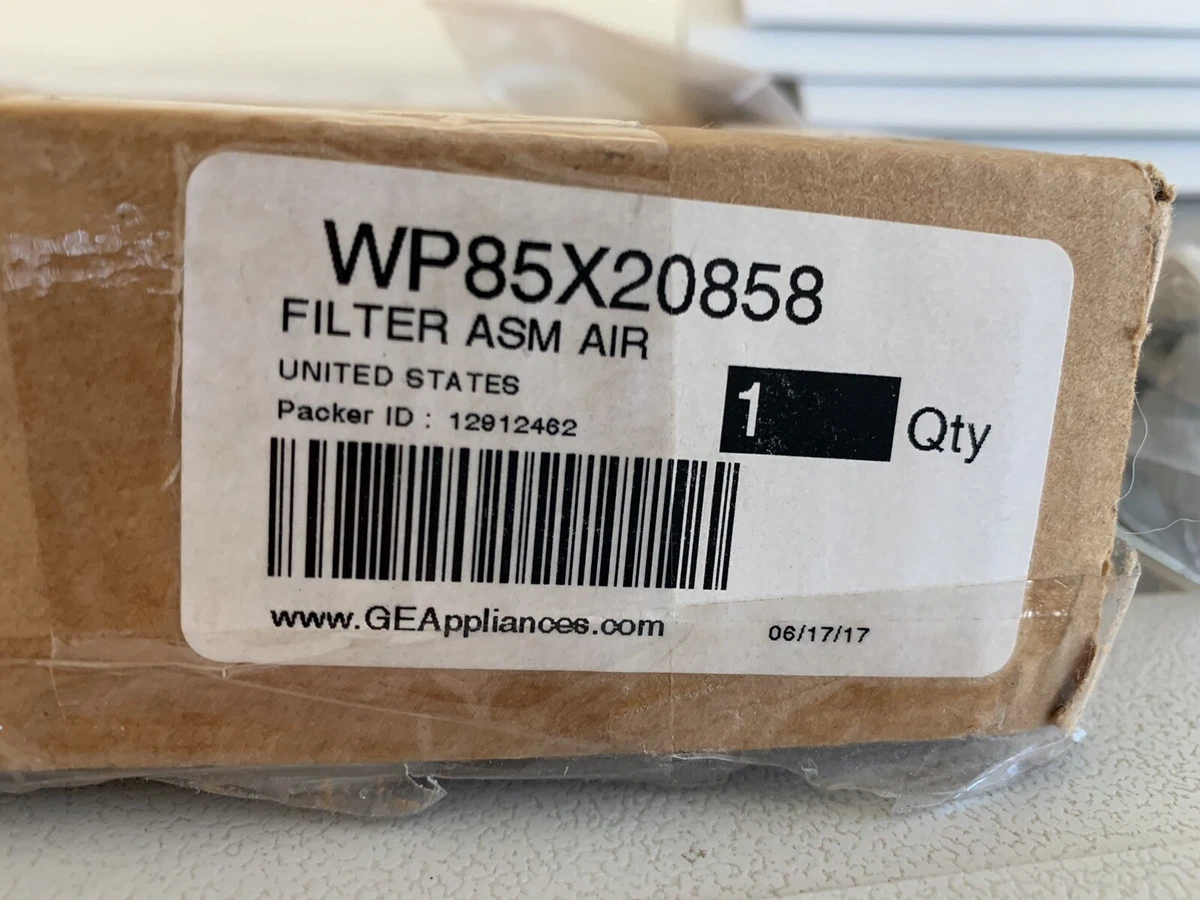 WP85X20858
FILTER ASM AIR
UNITED STATES
Packer ID : 12912462
1 Qty
www.GEAppliances.com
06/17/17